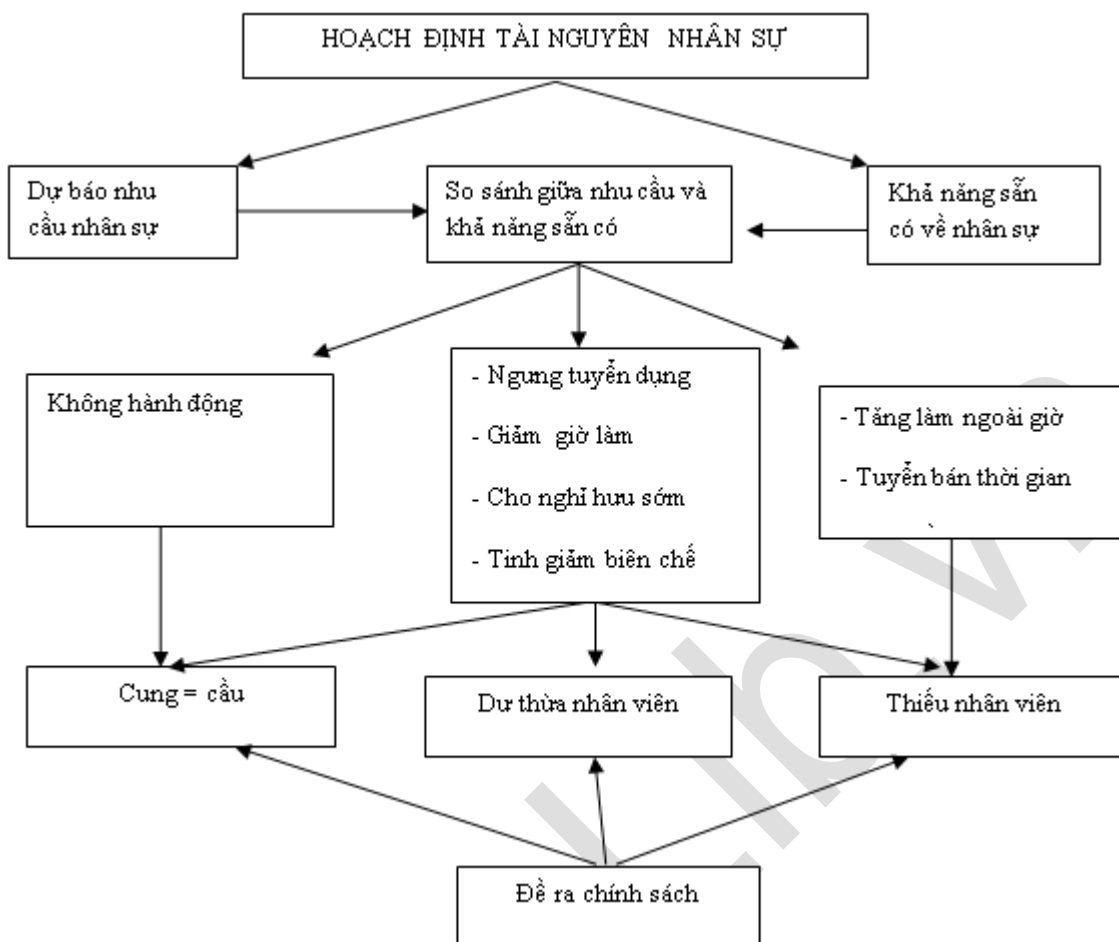 HOẠCH ĐỊNH TÀI NGUYÊN NHÂN SỰ
Dự báo nhu
cầu nhân sự
So sánh giữa nhu cầu và
khả năng sẵn có
Khả năng sẵn
có về nhân sự
Không hành động
- Ngưng tuyển dụng
- Giảm giờ làm
- Cho nghỉ hưu sớm
- Tinh giảm biên chế
- Tăng làm ngoài giờ
- Tuyển bán thời gian
Cung = cầu
Dư thừa nhân viên
Thiếu nhân viên
Đề ra chính sách